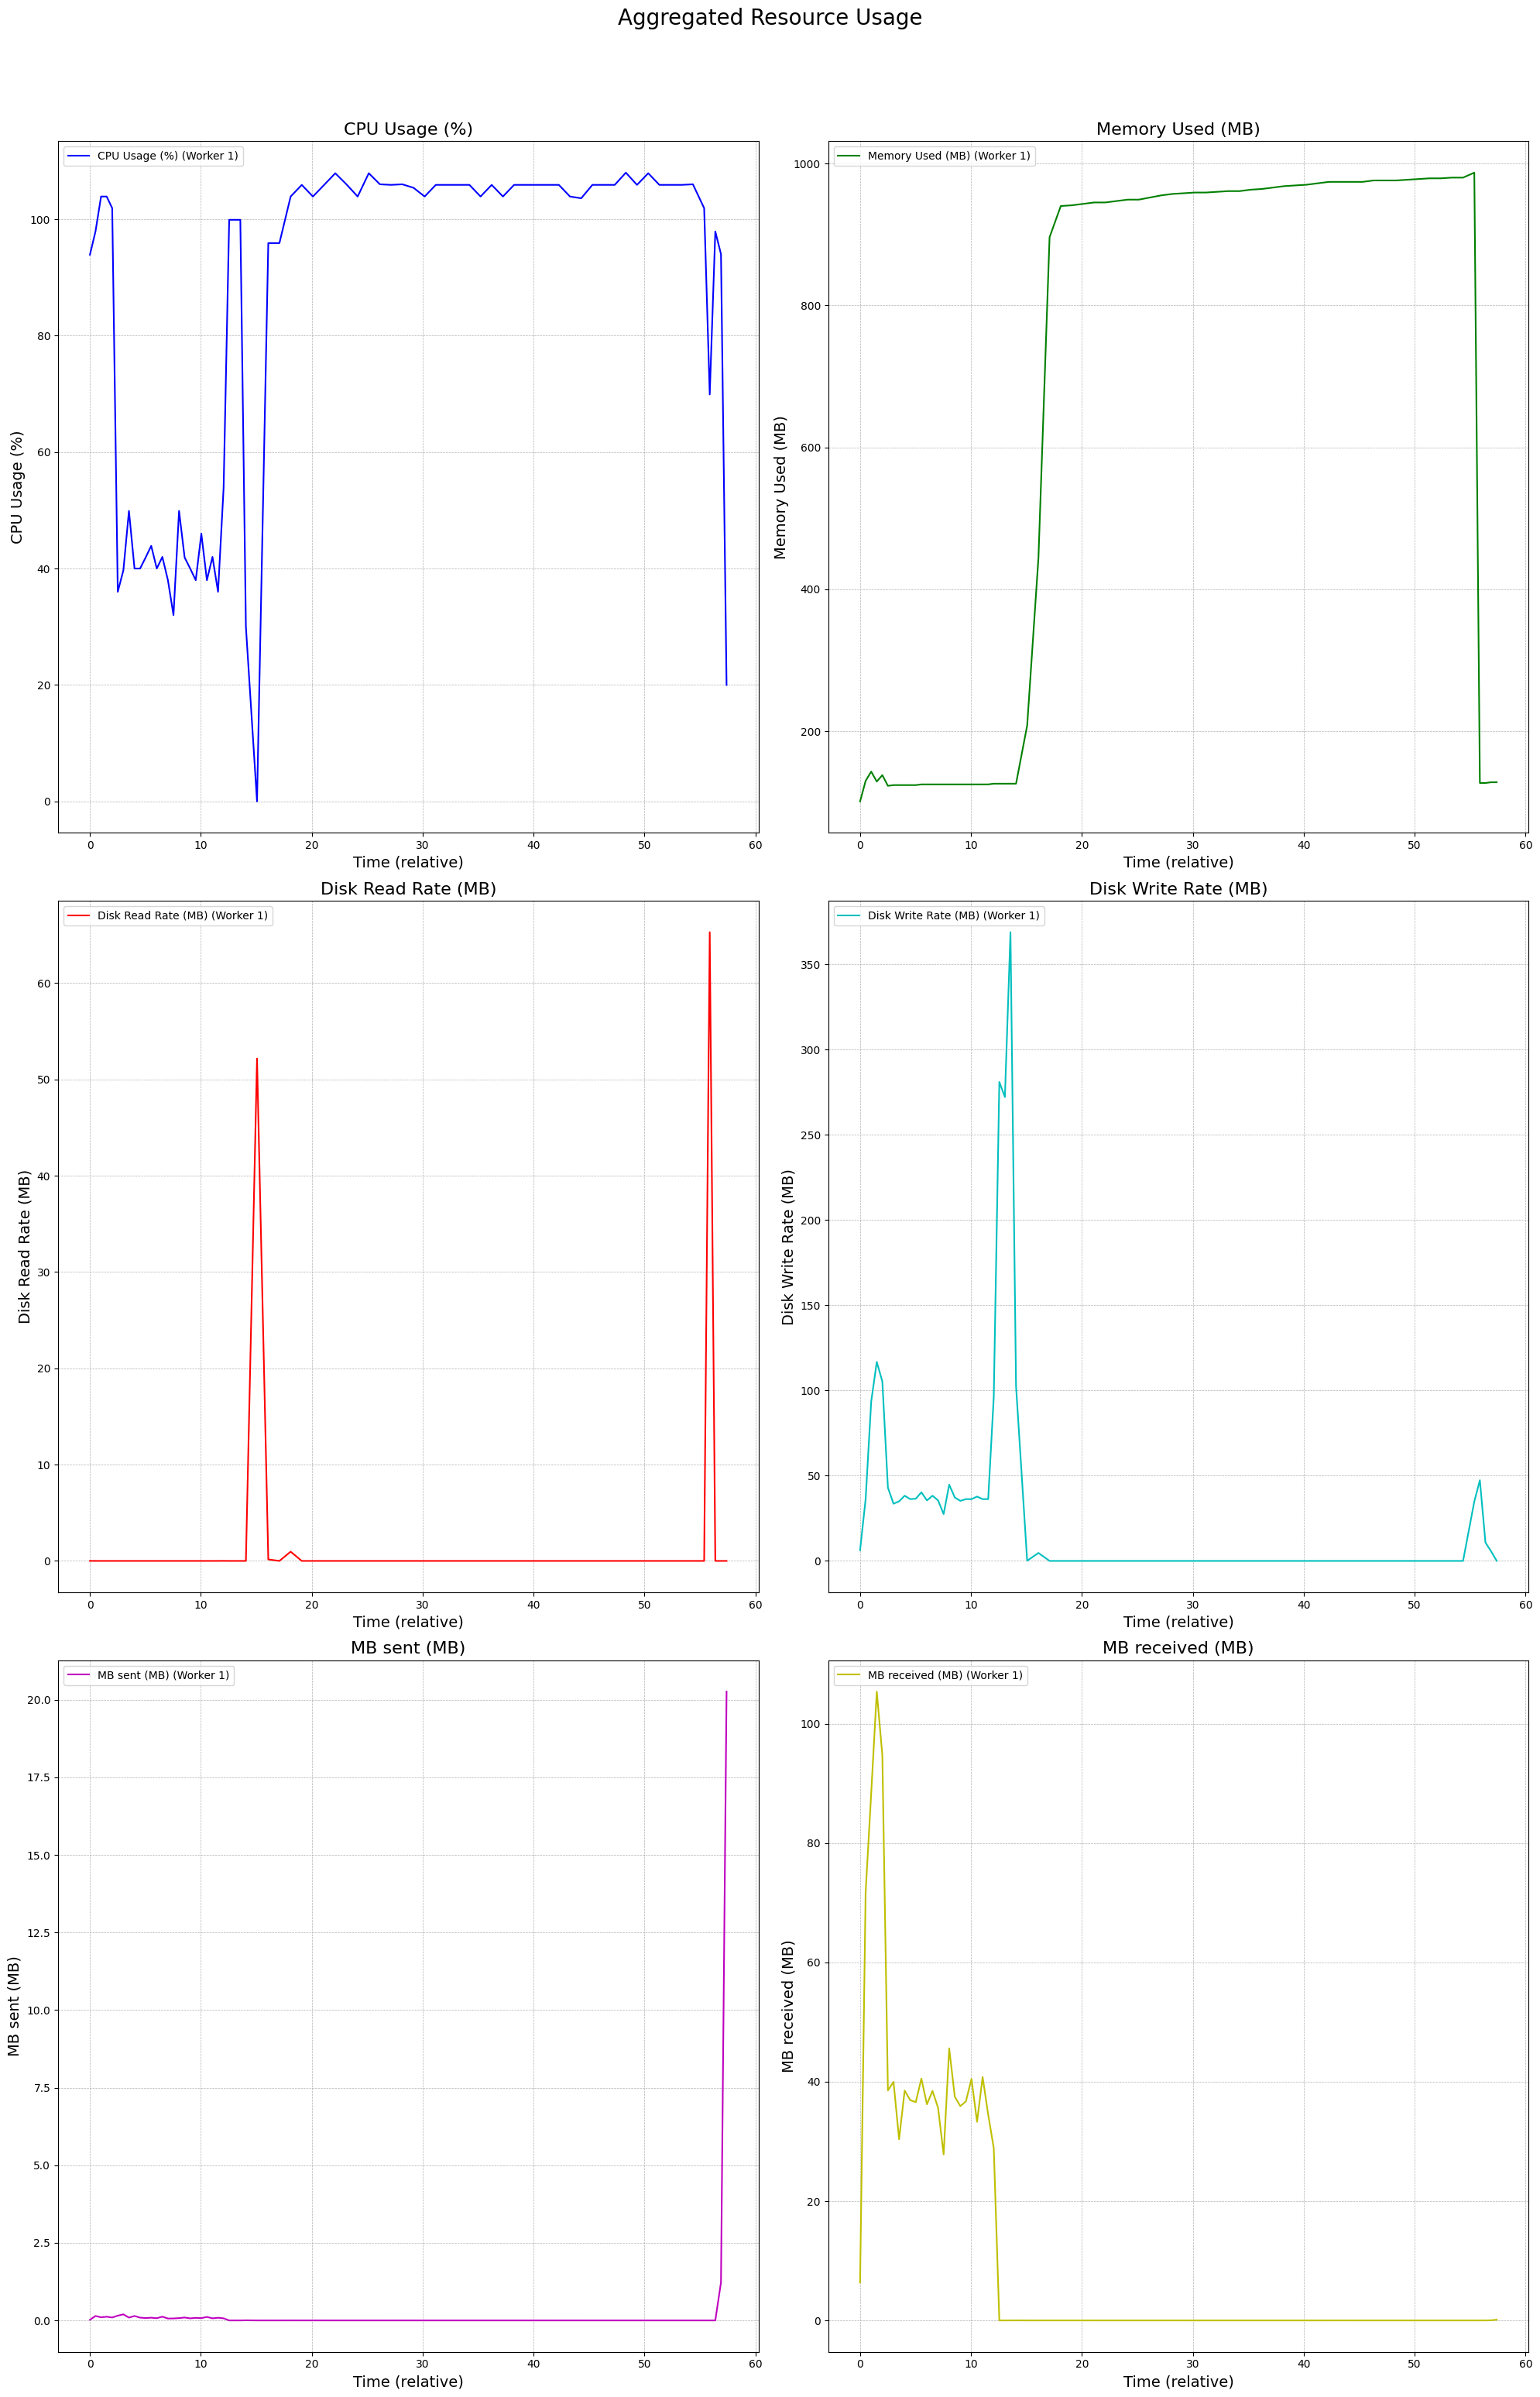 Aggregated Resource Usage
CPU Usage (%)
CPU Usage (%) (Worker 1)
CPU Usage (%)
100
80
60
40
20
0
0 10 20 30 40 50 60
Time (relative)
Memory Used (MB)
Memory Used (MB) (Worker 1)
Memory Used (MB)
1000
800
600
400
200
0 10 20 30 40 50 60
Time (relative)
Disk Read Rate (MB)
Disk Read Rate (MB) (Worker 1)
Disk Read Rate (MB)
60
50
40
30
20
10
0
0 10 20 30 40 50 60
Time (relative)
Disk Write Rate (MB)
Disk Write Rate (MB) (Worker 1)
Disk Write Rate (MB)
350
300
250
200
150
100
50
0
0 10 20 30 40 50 60
Time (relative)
MB sent (MB)
MB sent (MB) (Worker 1)
MB sent (MB)
20.0
17.5
15.0
12.5
10.0
7.5
5.0
2.5
0.0
0 10 20 30 40 50 60
Time (relative)
MB received (MB)
MB received (MB) (Worker 1)
MB received (MB)
100
80
60
40
20
0
0 10 20 30 40 50 60
Time (relative)